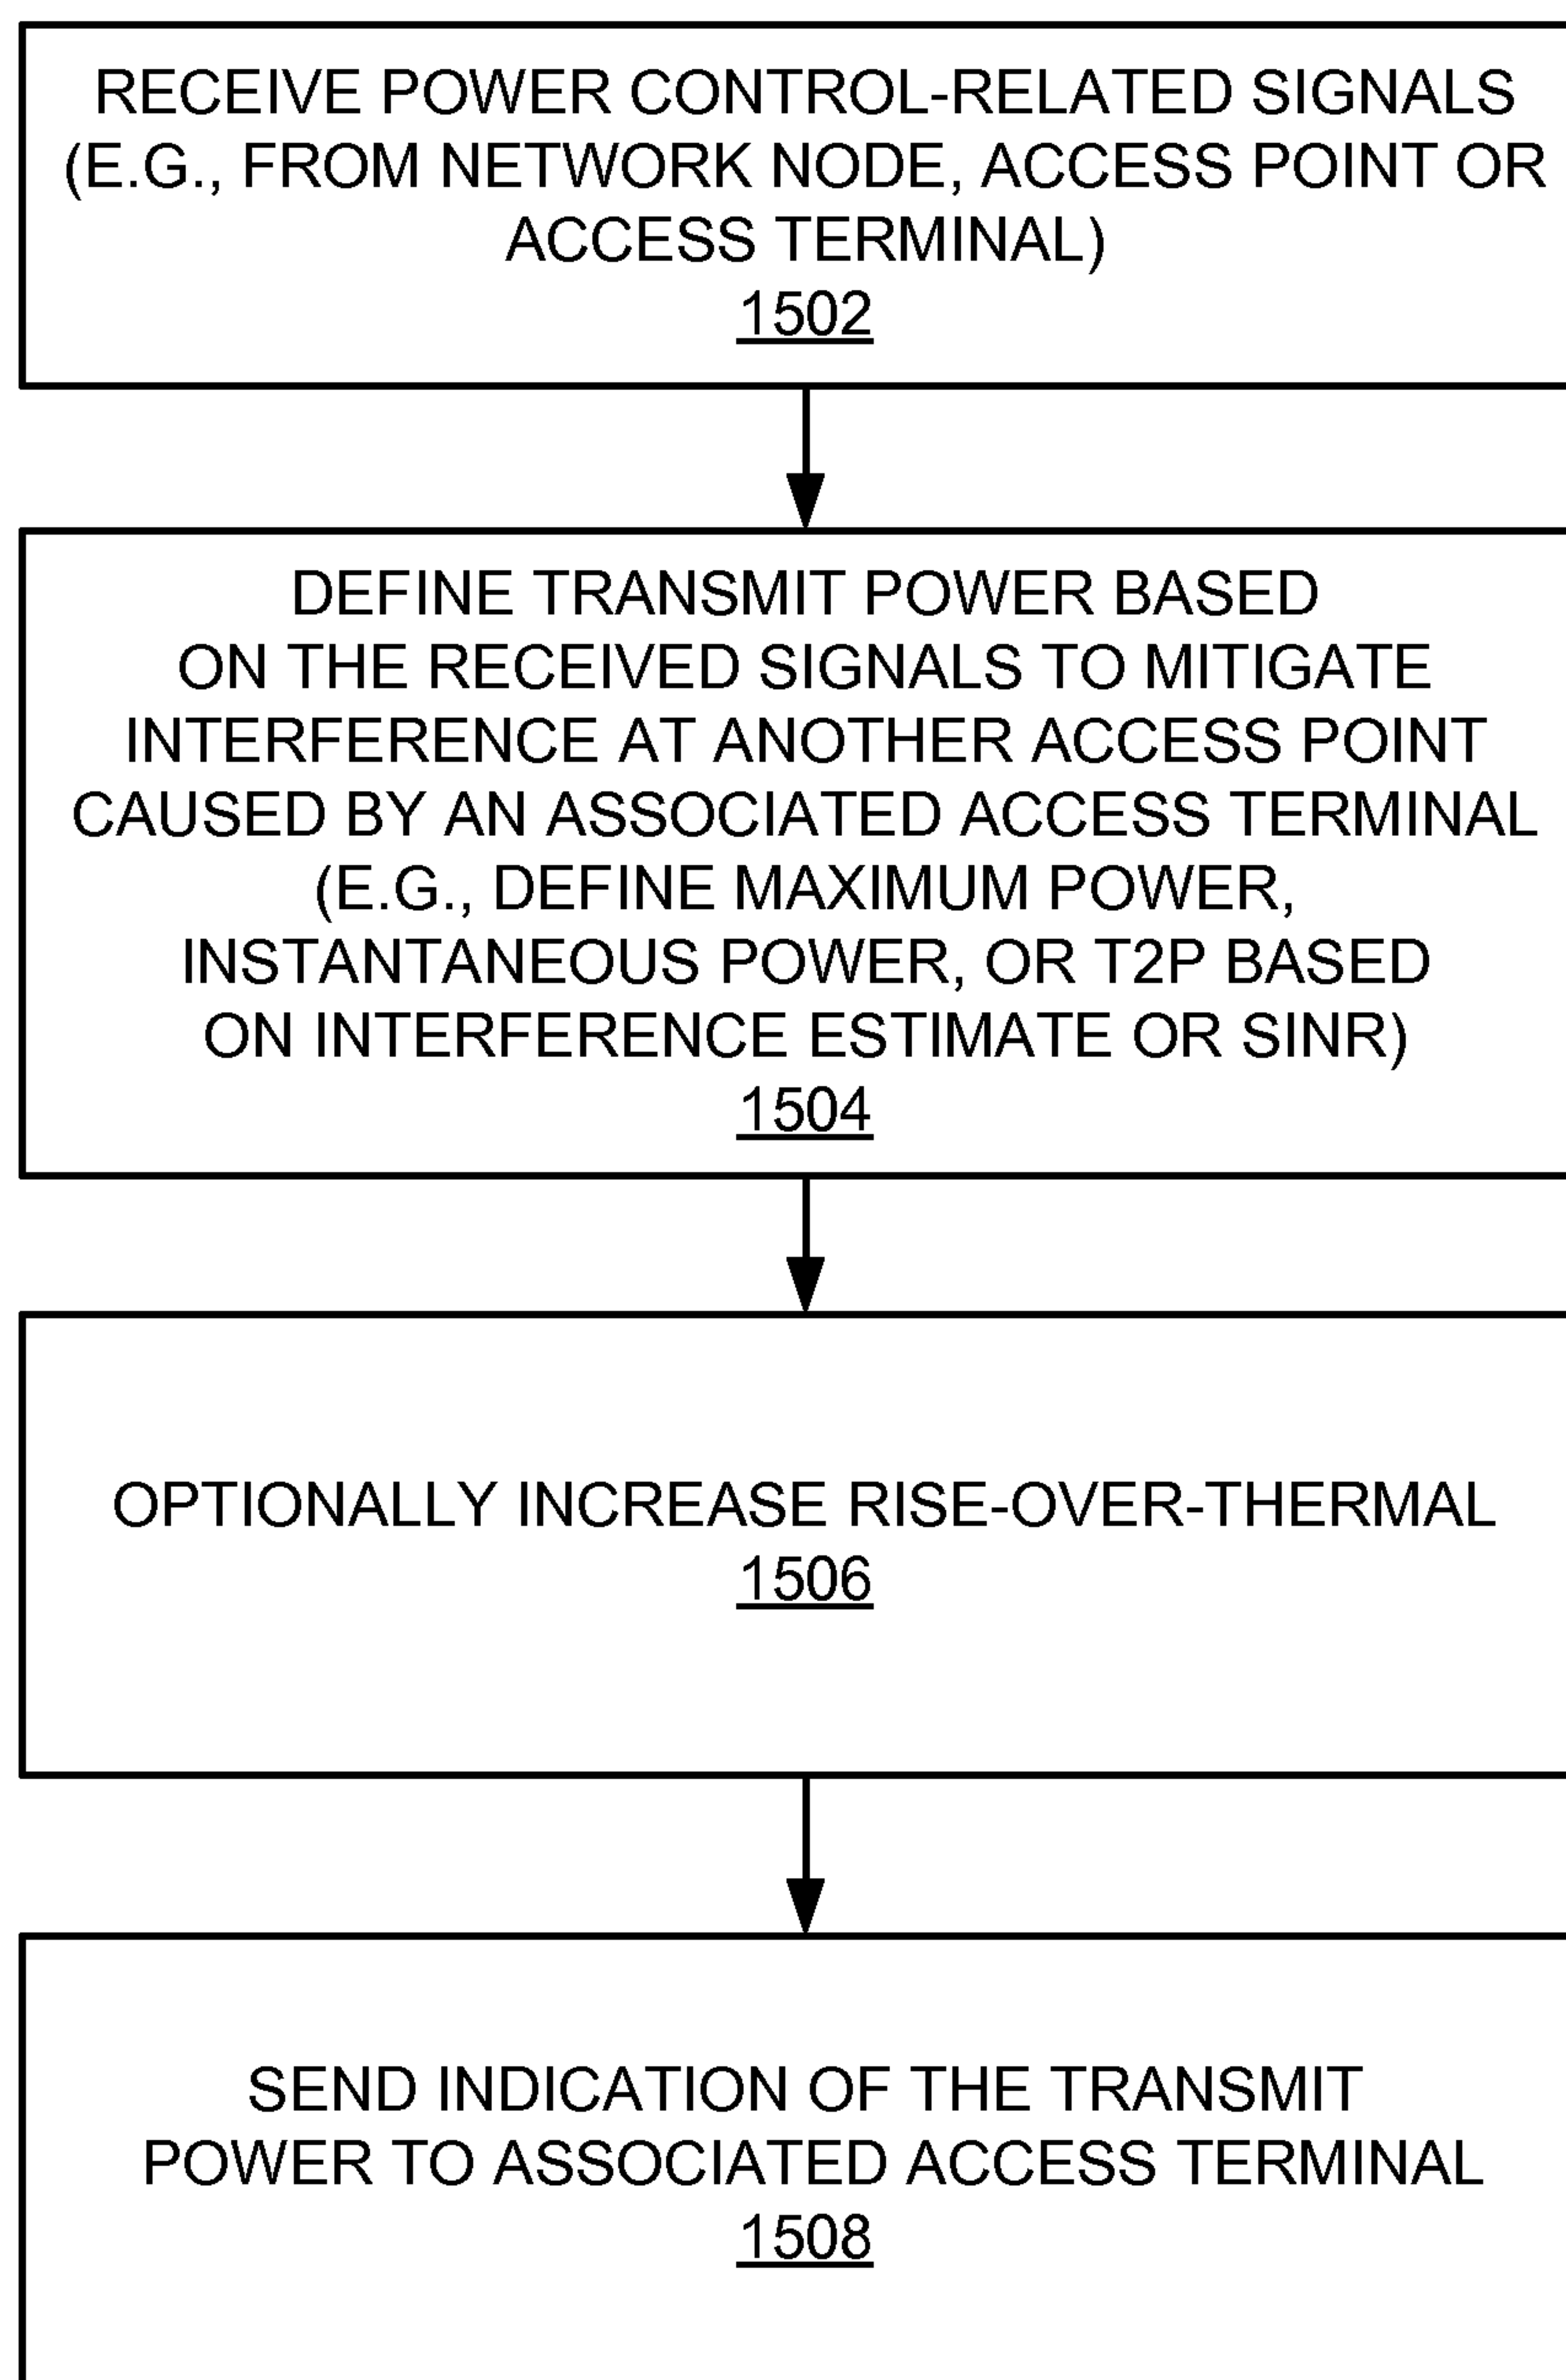 RECEIVE POWER CONTROL-RELATED SIGNALS
(E.G., FROM NETWORK NODE, ACCESS POINT OR
ACCESS TERMINAL)
1502
DEFINE TRANSMIT POWER BASED
ON THE RECEIVED SIGNALS TO MITIGATE
INTERFERENCE AT ANOTHER ACCESS POINT
CAUSED BY AN ASSOCIATED ACCESS TERMINAL
(E.G., DEFINE MAXIMUM POWER,
INSTANTANEOUS POWER, OR T2P BASED
ON INTERFERENCE ESTIMATE OR SINR)
1504
OPTIONALLY INCREASE RISE-OVER-THERMAL
1506
SEND INDICATION OF THE TRANSMIT
POWER TO ASSOCIATED ACCESS TERMINAL
1508